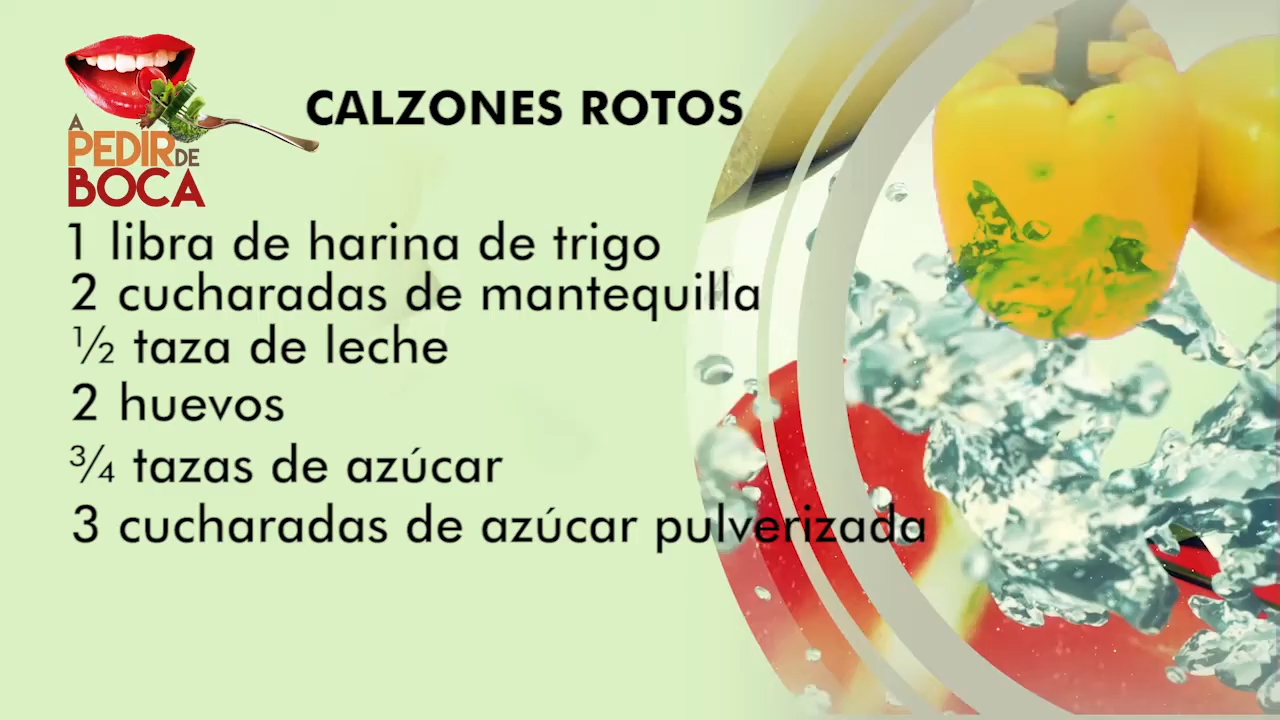 A
PEDIR DE
BOCA
CALZONES ROTOS
1 libra de harina de trigo
2 cucharadas de mantequilla
½ taza de leche
2 huevos
¾ tazas de azúcar
3 cucharadas de azúcar pulverizada